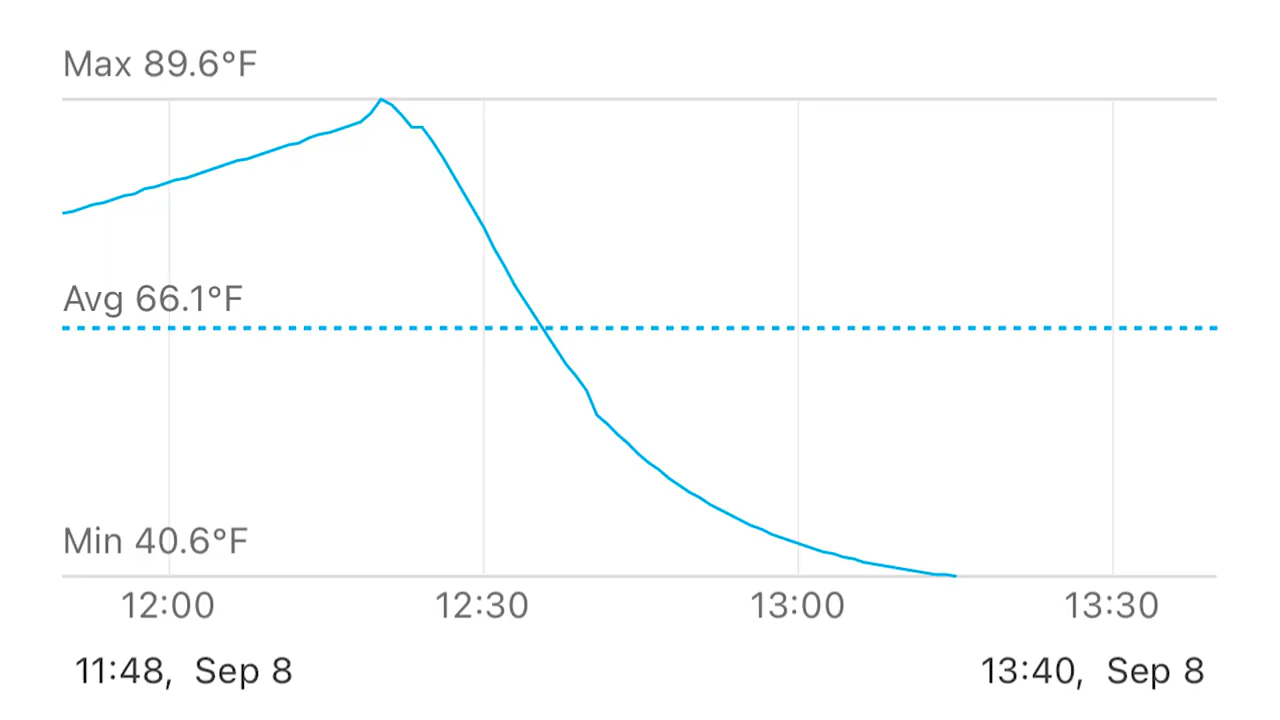 Max 89.6°F
Avg 66.1°F
Min 40.6°F
12:00 12:30 13:00 13:30
11:48, Sep 8 13:40, Sep 8